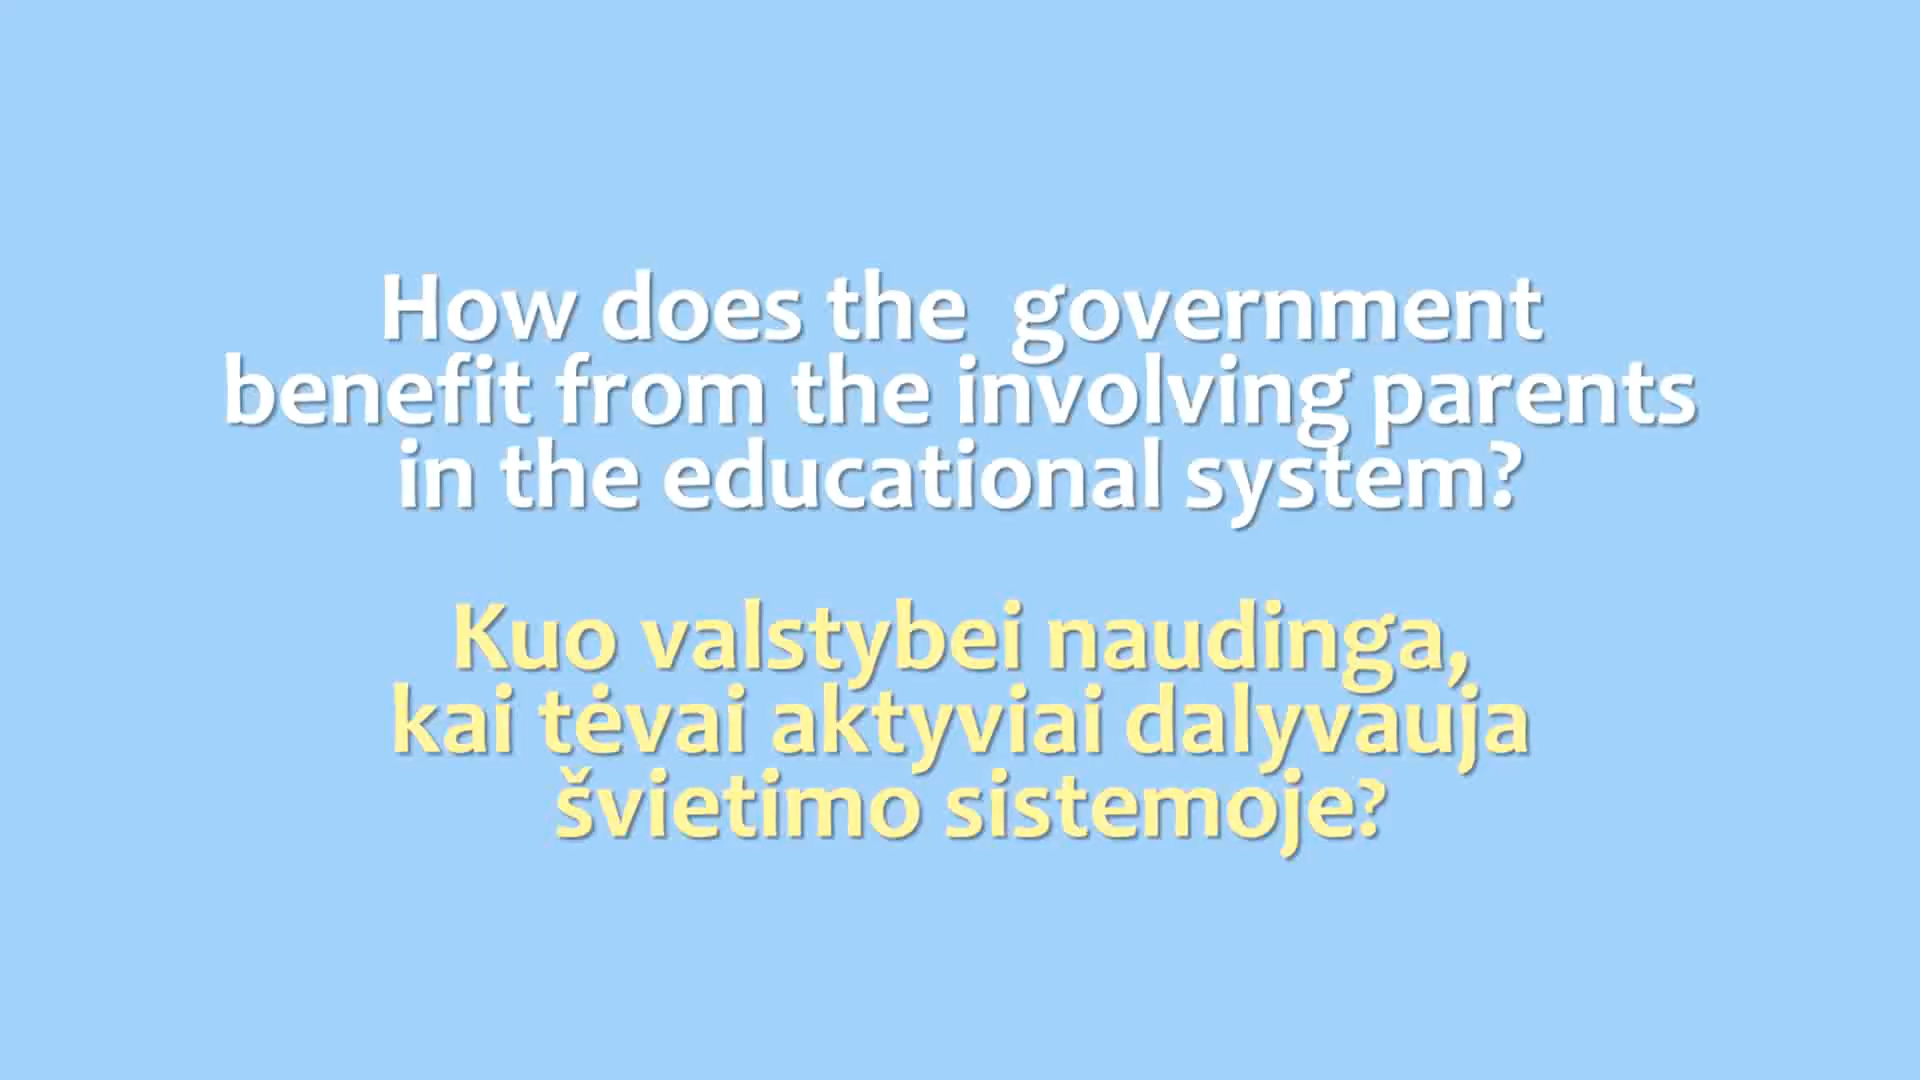 How does the government
benefit from the involving parents
in the educational system?
Kuo valstybei naudinga,
kai tėvai aktyviai dalyvauja
švietimo sistemoje?